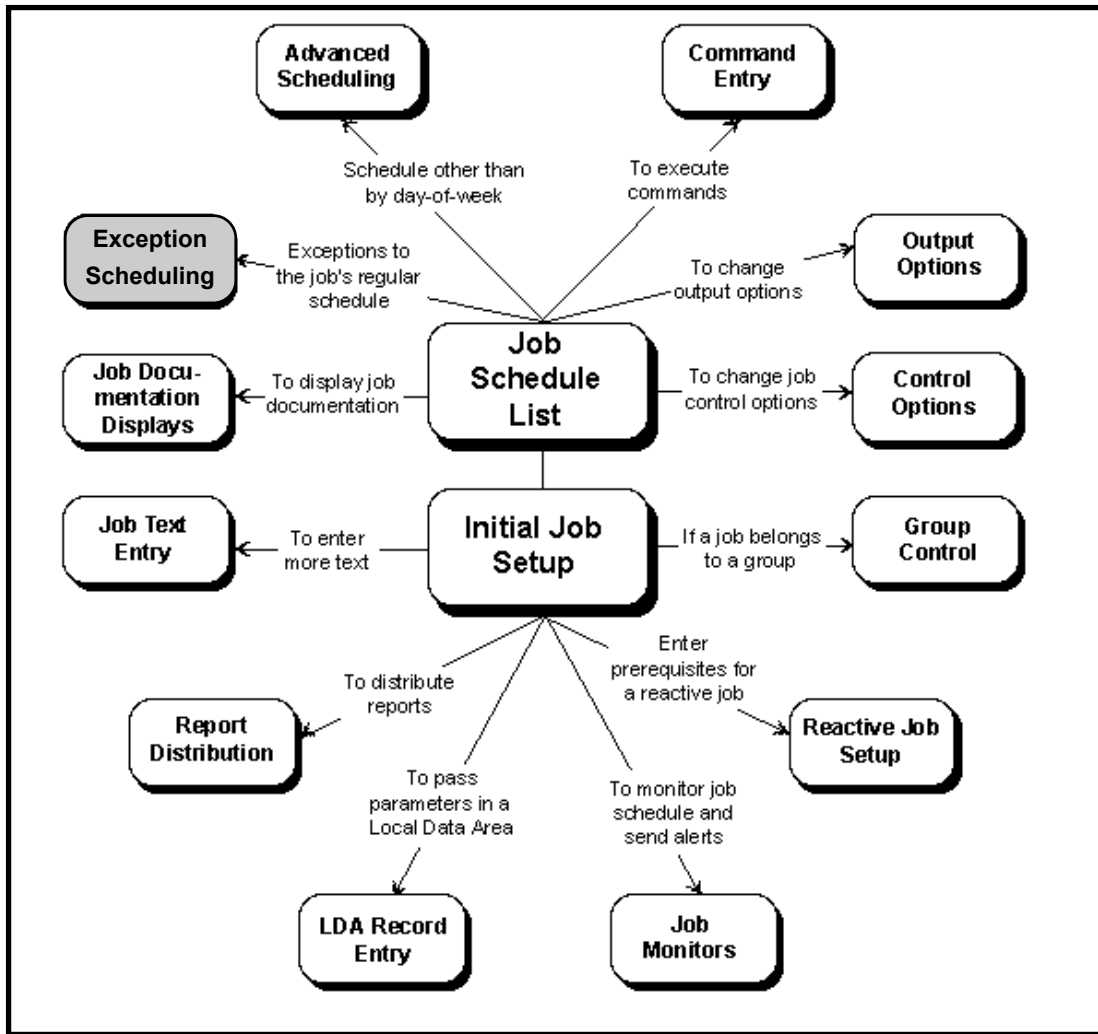 Advanced
Scheduling
Command
Entry
Schedule other than
by day-of-week
To execute
commands
Exception
Scheduling
Exceptions to
the job's regular
schedule
To change
output options
Output
Options
Job
Schedule
List
Job Docu-
mentation
Displays
To display job
documentation
To change job
control options
Control
Options
Job Text
Entry
To enter
more text
Initial Job
Setup
If a job belongs
to a group
Group
Control
To distribute
reports
Report
Distribution
Enter
prerequisites for
a reactive job
Reactive Job
Setup
To pass
parameters in a
Local Data Area
To monitor job
schedule and
send alerts
LDA Record
Entry
Job
Monitors